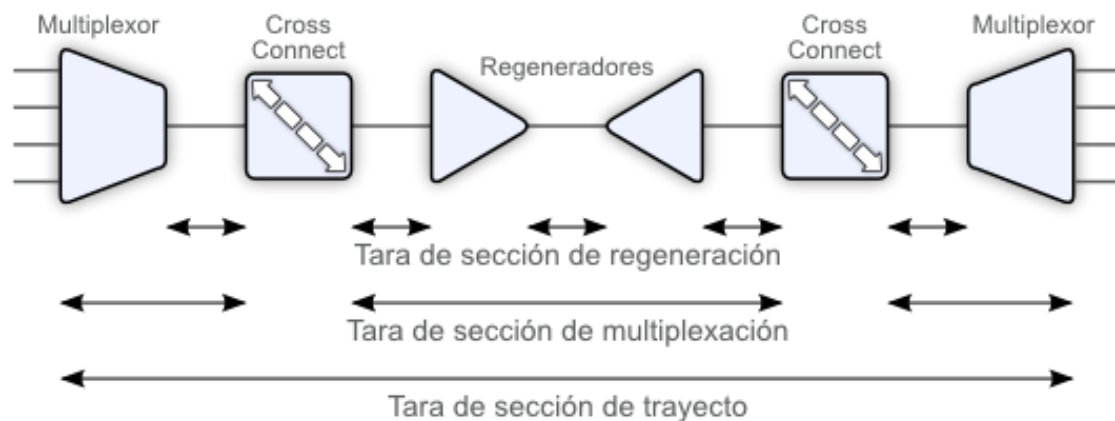 Multiplexor
Cross
Connect
Regeneradores
Cross
Connect
Multiplexor
Tara de sección de regeneración
Tara de sección de multiplexación
Tara de sección de trayecto